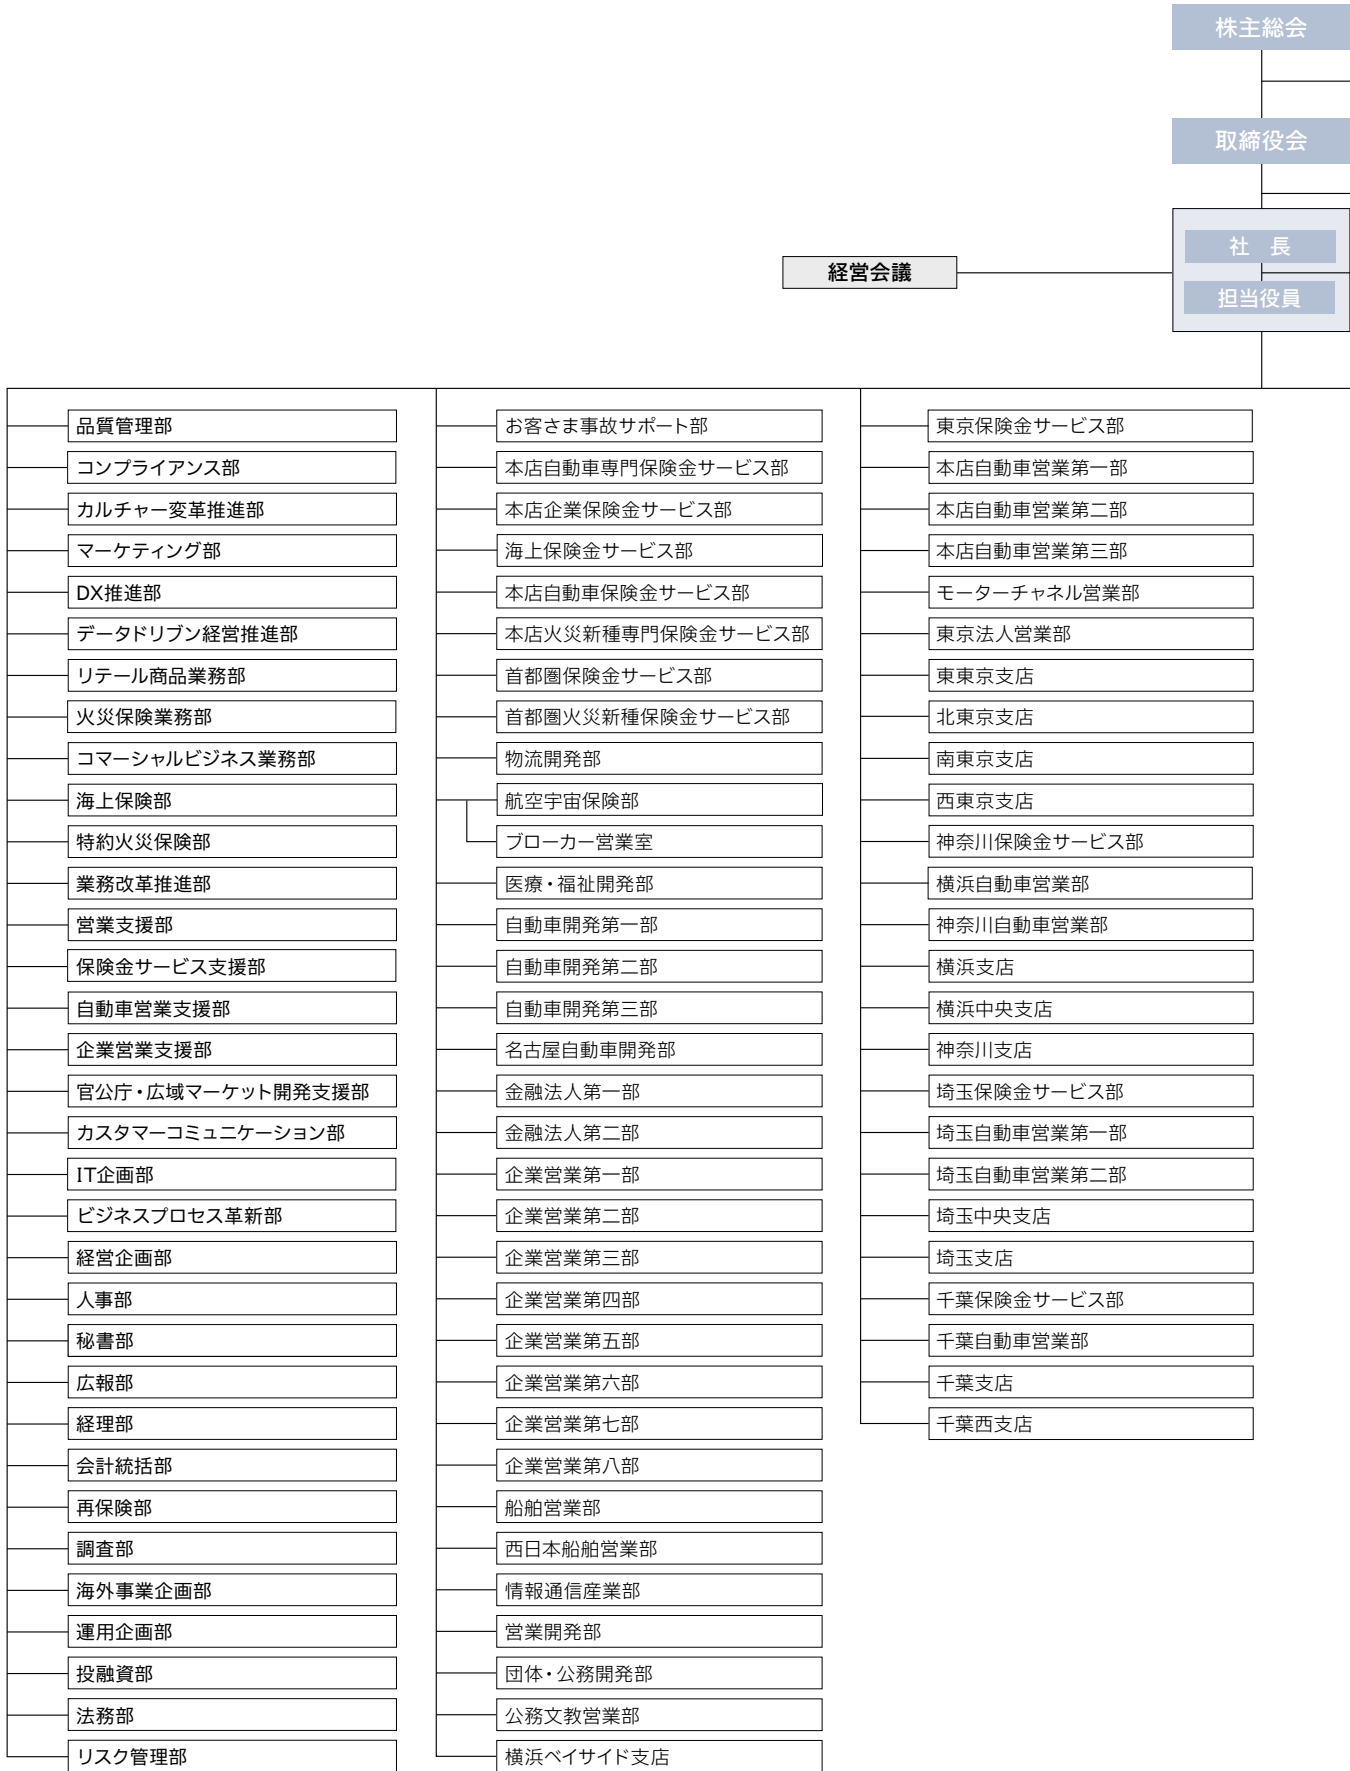 株主総会
取締役会
社　長
経営会議
担当役員
品質管理部
コンプライアンス部
カルチャー変革推進部
マーケティング部
DX推進部
データドリブン経営推進部
リテール商品業務部
火災保険業務部
コマーシャルビジネス業務部
海上保険部
特約火災保険部
業務改革推進部
営業支援部
保険金サービス支援部
自動車営業支援部
企業営業支援部
官公庁・広域マーケット開発支援部
カスタマーコミュニケーション部
IT企画部
ビジネスプロセス革新部
経営企画部
人事部
秘書部
広報部
経理部
会計統括部
再保険部
調査部
海外事業企画部
運用企画部
投融資部
法務部
リスク管理部
お客さま事故サポート部
本店自動車専門保険金サービス部
本店企業保険金サービス部
海上保険金サービス部
本店自動車保険金サービス部
本店火災新種専門保険金サービス部
首都圏保険金サービス部
首都圏火災新種保険金サービス部
物流開発部
航空宇宙保険部
ブローカー営業室
医療・福祉開発部
自動車開発第一部
自動車開発第二部
自動車開発第三部
名古屋自動車開発部
金融法人第一部
金融法人第二部
企業営業第一部
企業営業第二部
企業営業第三部
企業営業第四部
企業営業第五部
企業営業第六部
企業営業第七部
企業営業第八部
船舶営業部
西日本船舶営業部
情報通信産業部
営業開発部
団体・公務開発部
公務文教営業部
横浜ベイサイド支店
東京保険金サービス部
本店自動車営業第一部
本店自動車営業第二部
本店自動車営業第三部
モーターチャネル営業部
東京法人営業部
東東京支店
北東京支店
南東京支店
西東京支店
神奈川保険金サービス部
横浜自動車営業部
神奈川自動車営業部
横浜支店
横浜中央支店
神奈川支店
埼玉保険金サービス部
埼玉自動車営業第一部
埼玉自動車営業第二部
埼玉中央支店
埼玉支店
千葉保険金サービス部
千葉自動車営業部
千葉支店
千葉西支店